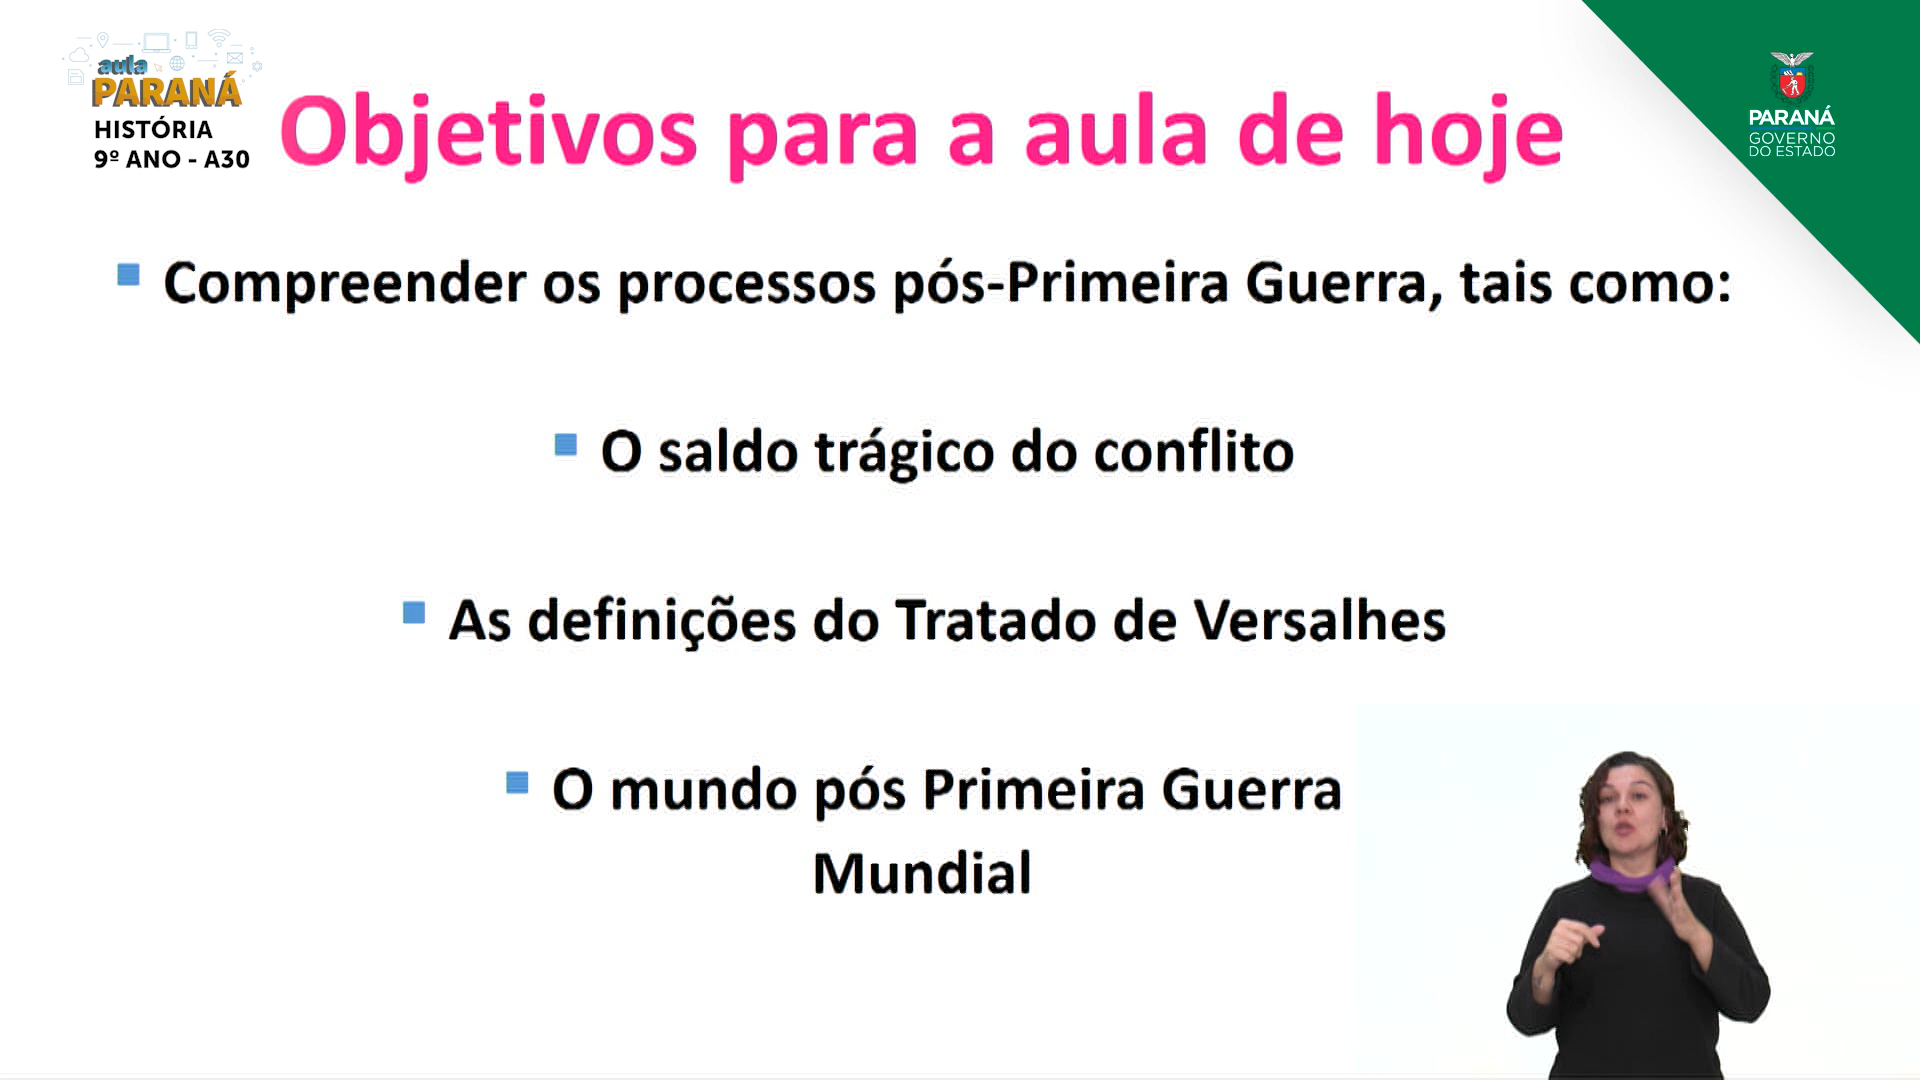 aula
PARANÁ
HISTÓRIA
9º ANO - A30
Objetivos para a aula de hoje
PARANÁ
GOVERNO
DO ESTADO
Compreender os processos pós-Primeira Guerra, tais como:
O saldo trágico do conflito
As definições do Tratado de Versalhes
O mundo pós Primeira Guerra
Mundial